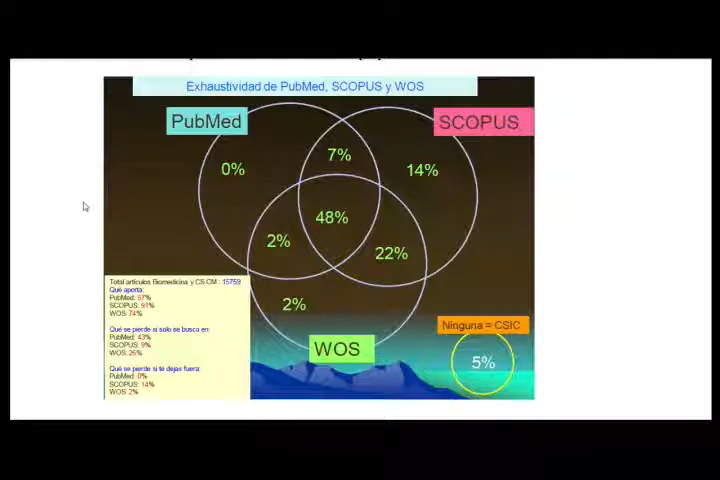 Exhaustividad de PubMed, SCOPUS y WOS
PubMed
SCOPUS
7%
0%
14%
48%
2%
22%
2%
WOS
Ninguna = CSIC
5%
Total artículos Biomedicina y CS CM : 15759
Qué aporta:
PubMed: 57%
SCOPUS: 91%
WOS: 74%
Qué se pierde si solo se busca en:
PubMed: 43%
SCOPUS: 9%
WOS: 26%
Qué se pierde si te dejas fuera:
PubMed: 0%
SCOPUS: 14%
WOS: 2%